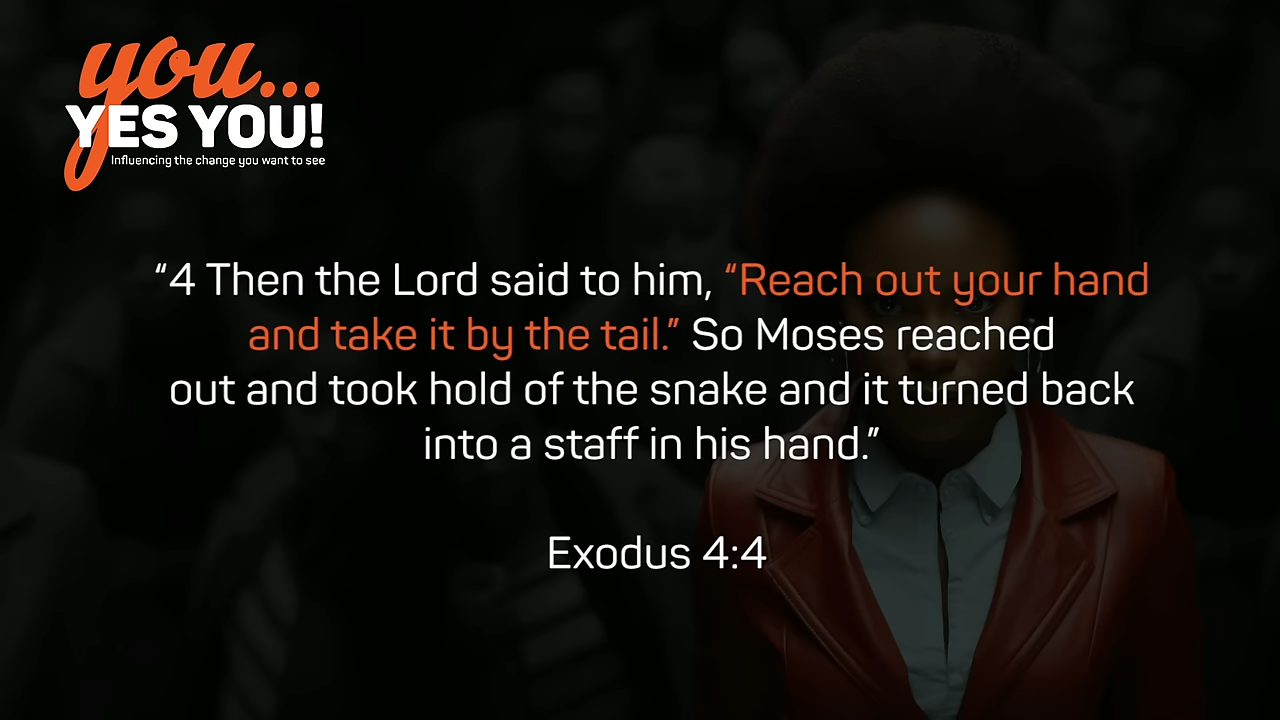 you...
YES YOU!
Influencing the change you want to see
“4 Then the Lord said to him, “Reach out your hand
and take it by the tail.” So Moses reached
out and took hold of the snake and it turned back
into a staff in his hand.”
Exodus 4:4